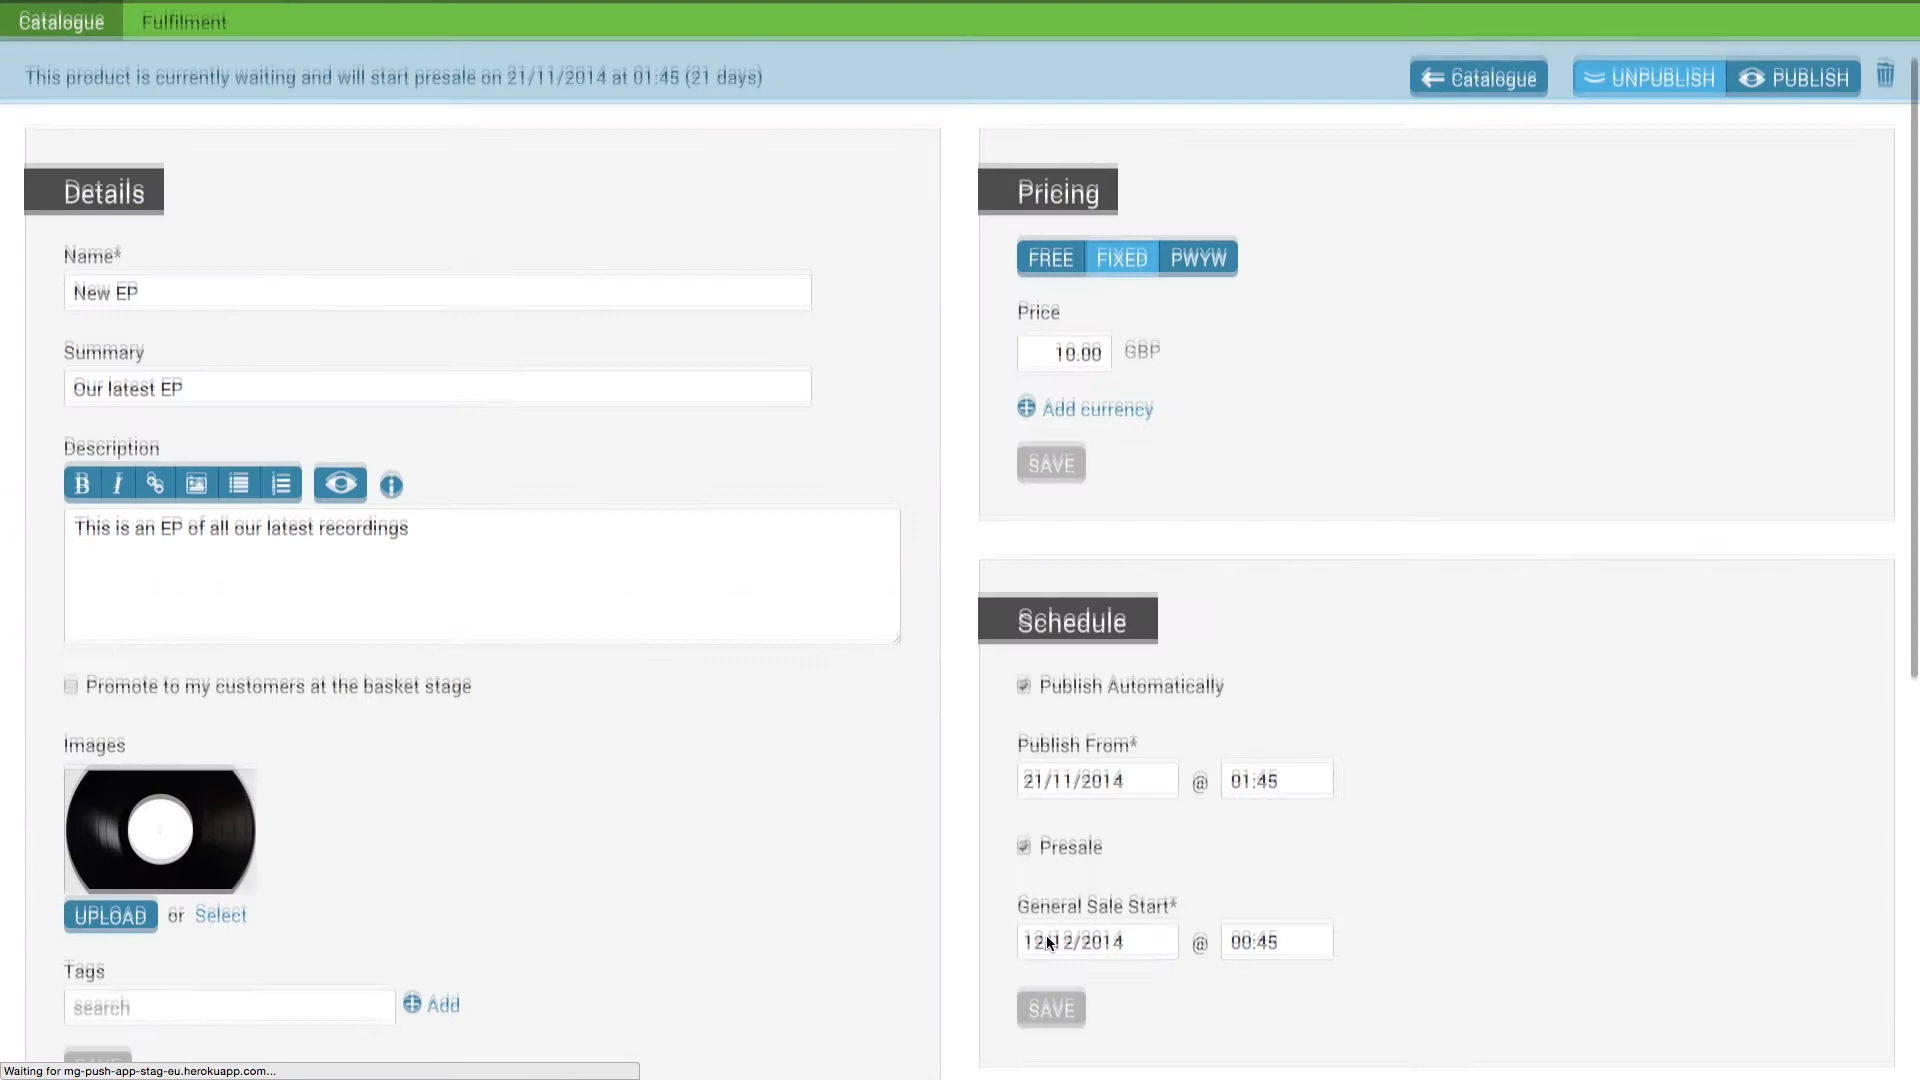 Catalogue Fulfilment
This product is currently waiting and will start presale on 21/11/2014 at 01:45 (21 days)
Catalogue UNPUBLISH PUBLISH
Details
Name*
New EP
Summary
Our latest EP
Description
B I
This is an EP of all our latest recordings
Promote to my customers at the basket stage
Images
UPLOAD or Select
Tags
search Add
SAVE
Pricing
FREE FIXED PWYW
Price
10.00 GBP
Add currency
SAVE
Schedule
Publish Automatically
Publish From*
21/11/2014 @ 01:45
Presale
General Sale Start*
12/12/2014 @ 00:45
SAVE
Waiting for mg-push-app-stag-eu.herokuapp.com...